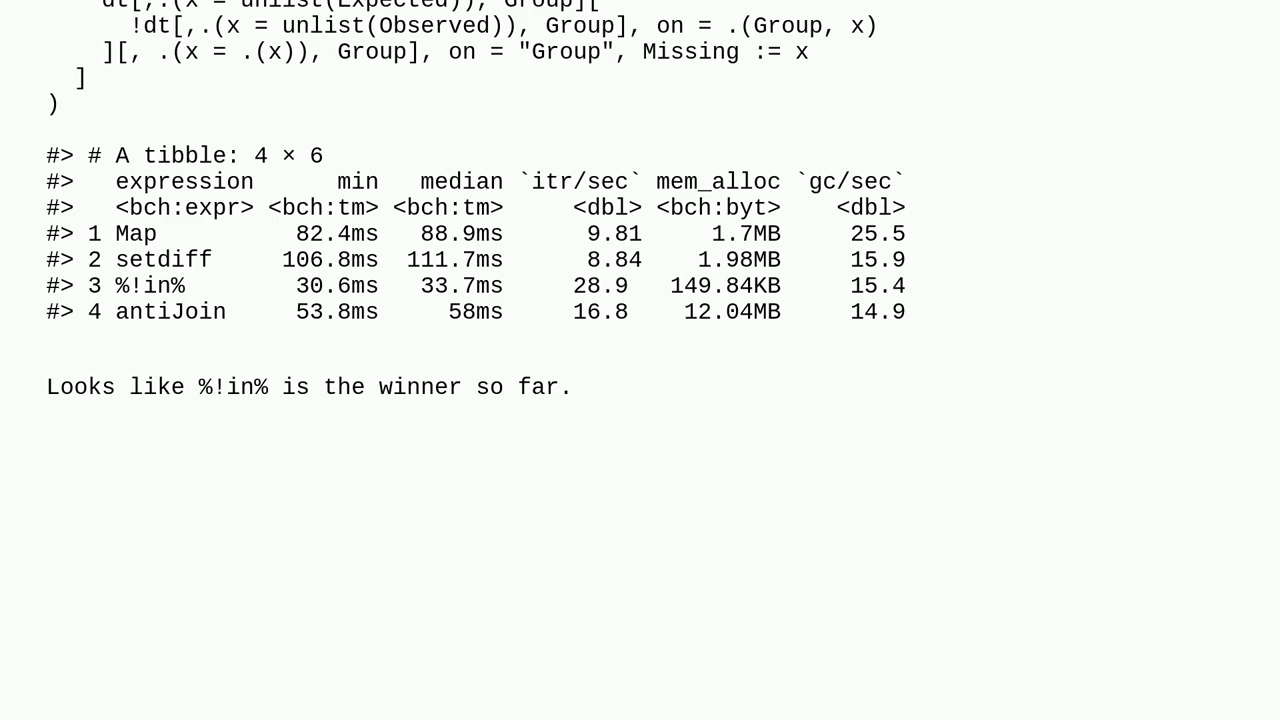 dt[,.(x = unlist(Expected)), Group][
!dt[,.(x = unlist(Observed)), Group], on = .(Group, x)
][, .(x = .(x)), Group], on = "Group", Missing := x
]
)
#> # A tibble: 4 × 6
#>   expression      min   median `itr/sec` mem_alloc `gc/sec`
#>   <bch:expr> <bch:tm> <bch:tm>     <dbl> <bch:byt>    <dbl>
#> 1 Map          82.4ms   88.9ms      9.81     1.7MB     25.5
#> 2 setdiff     106.8ms  111.7ms      8.84    1.98MB     15.9
#> 3 %!in%        30.6ms   33.7ms     28.9   149.84KB     15.4
#> 4 antiJoin     53.8ms     58ms     16.8    12.04MB     14.9
Looks like %!in% is the winner so far.